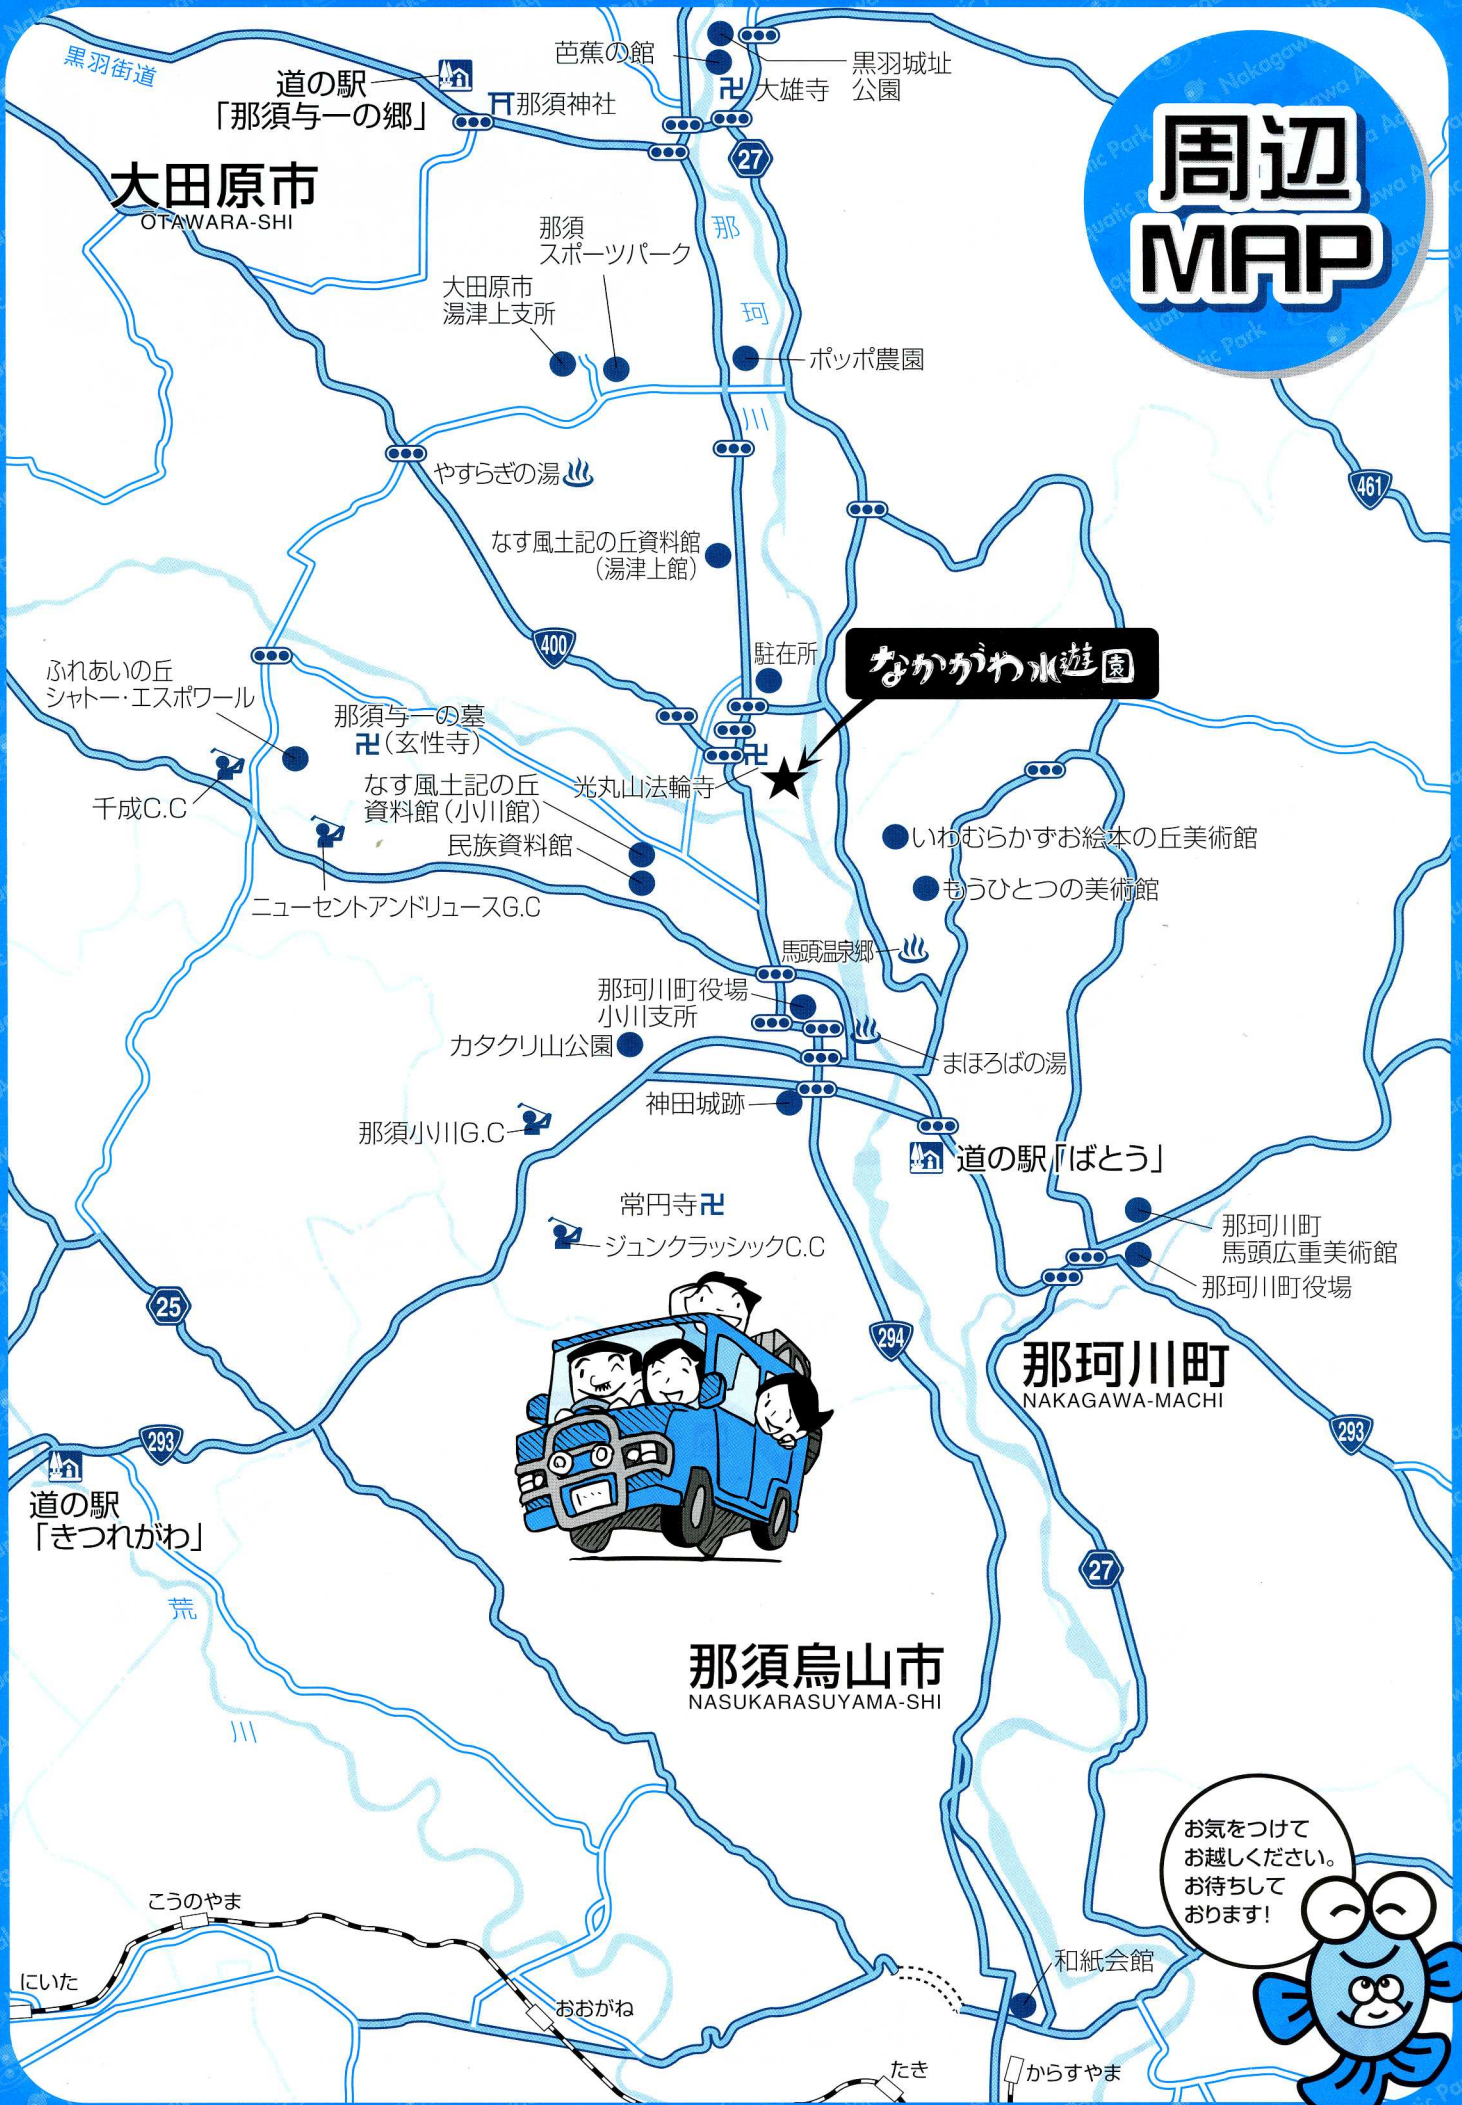 周辺
MAP
黒羽街道
道の駅
「那須与一の郷」
芭蕉の館
那須神社
大雄寺
黒羽城址
公園
27
大田原市
ŌTAWARA-SHI
那須
スポーツパーク
大田原市
湯津上支所
那
珂
川
ポッポ農園
461
やすらぎの湯
なす風土記の丘資料館
(湯津上館)
400
駐在所
なかがわ水遊園
ふれあいの丘
シャトー・エスポワール
那須与一の墓
(玄性寺)
千成C.C
なす風土記の丘
資料館(小川館)
光丸山法輪寺
民族資料館
いわむらかずお絵本の丘美術館
もうひとつの美術館
ニューセントアンドリュースG.C
馬頭温泉郷
那珂川町役場
小川支所
カタクリ山公園
まほろばの湯
神田城跡
那須小川G.C
道の駅「ばとう」
常円寺
ジュンクラッシックC.C
那珂川町
馬頭広重美術館
那珂川町役場
25
294
那珂川町
NAKAGAWA-MACHI
293
293
道の駅
「きつれがわ」
27
荒
川
那須烏山市
NASUKARASUYAMA-SHI
お気をつけて
お越しください。
お待ちして
おります!
こうのやま
にいた
おおがね
和紙会館
たき
からすやま